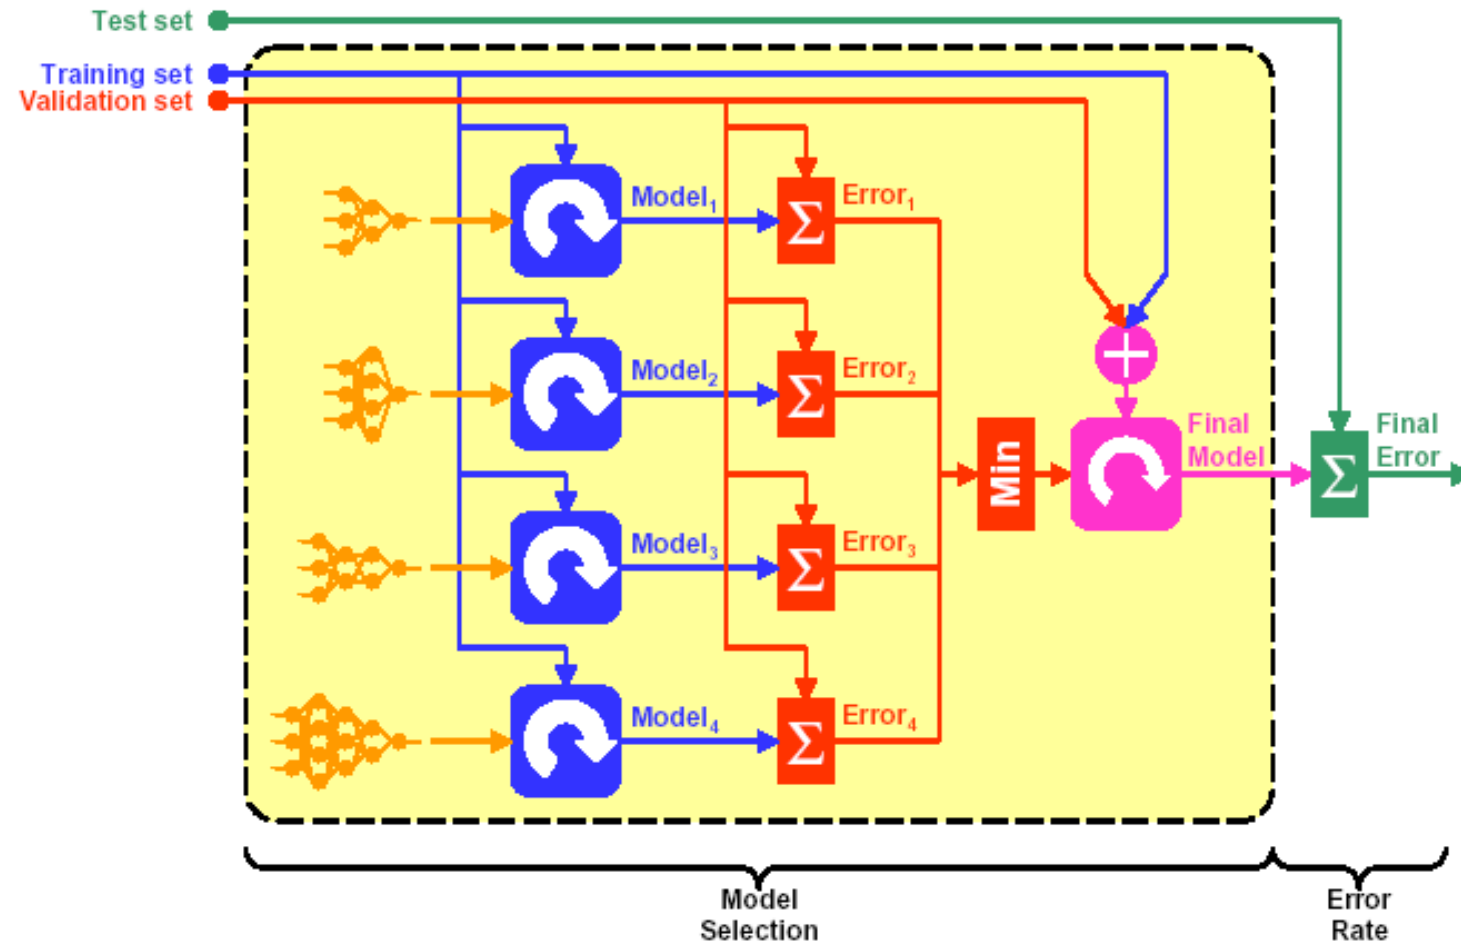 Test set
Training set
Validation set
Model1
Σ
Error1
Model2
Σ
Error2
Model3
Σ
Error3
Model4
Σ
Error4
Min
+
Final
Model
Σ
Final
Error
Model
Selection
Error
Rate